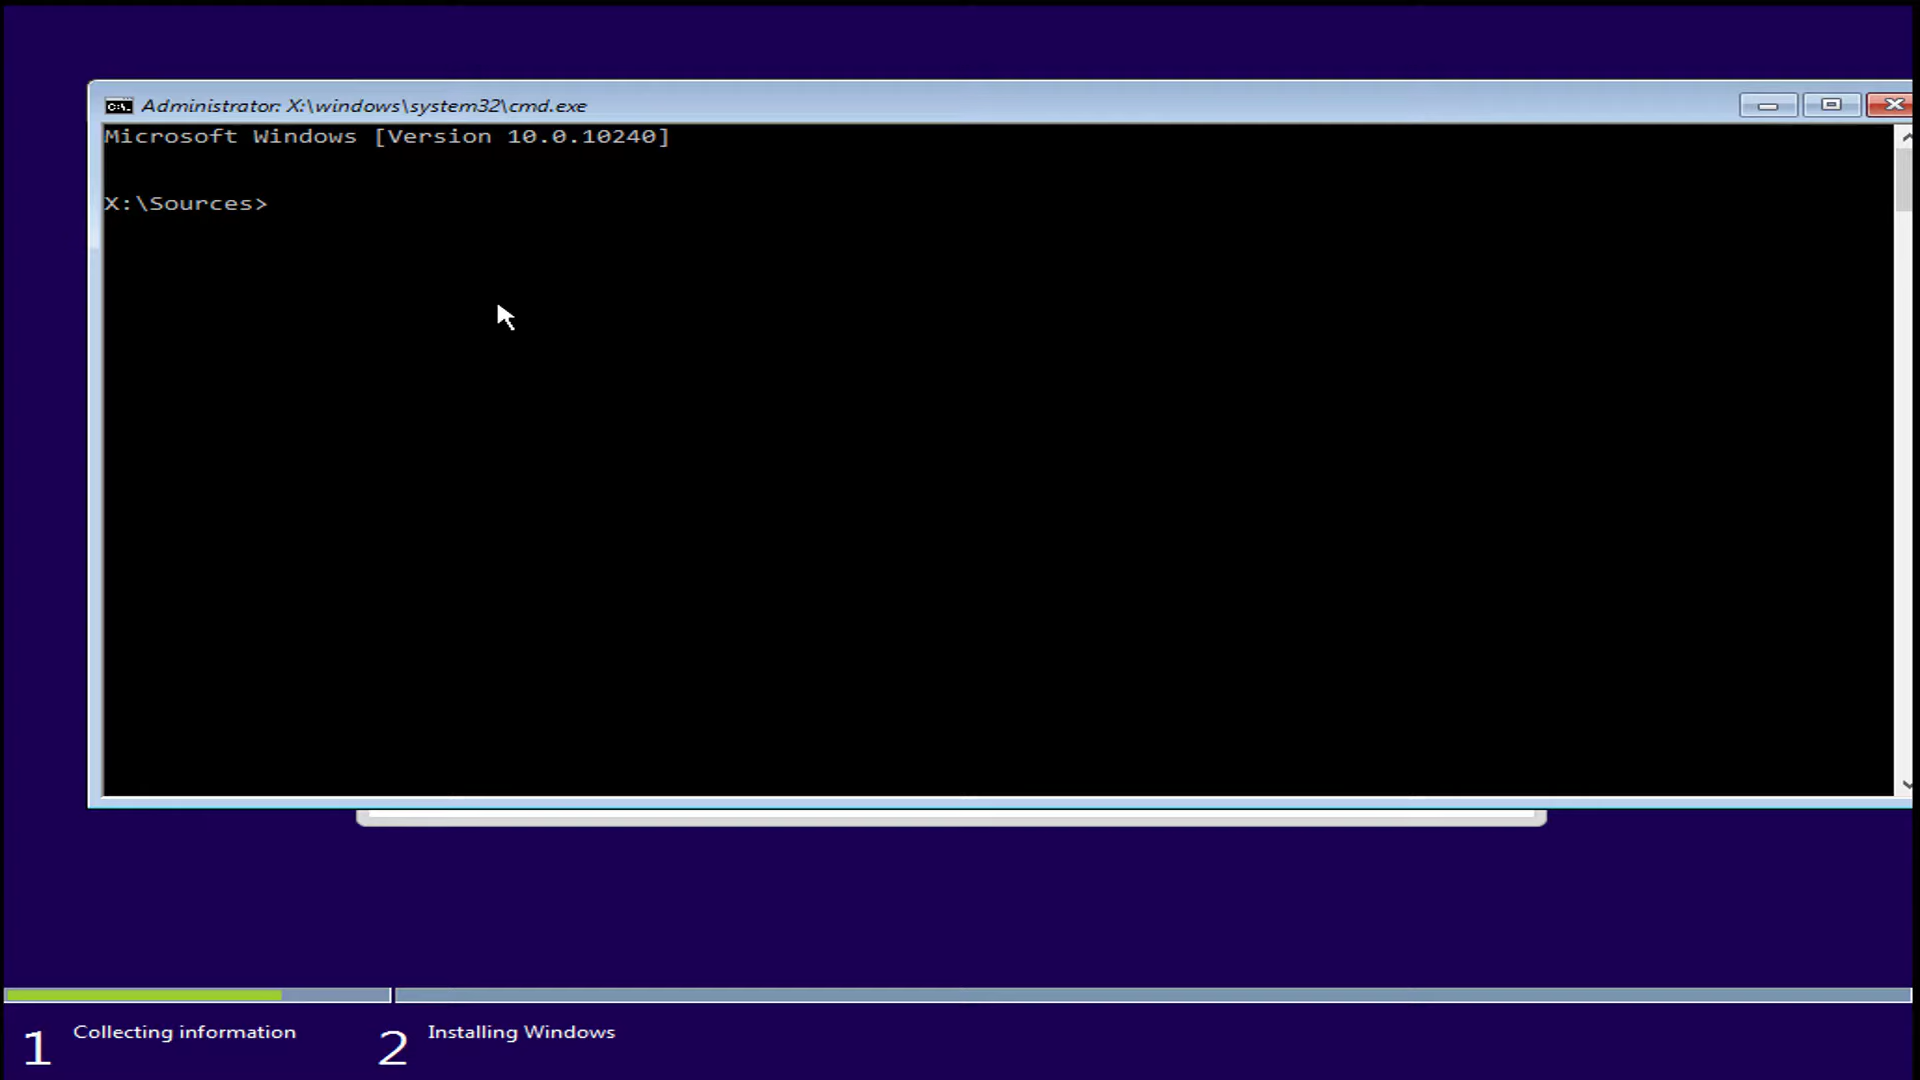 Administrator: X:\windows\system32\cmd.exe
Microsoft Windows [Version 10.0.10240]
X:\Sources>
1 Collecting information
2 Installing Windows